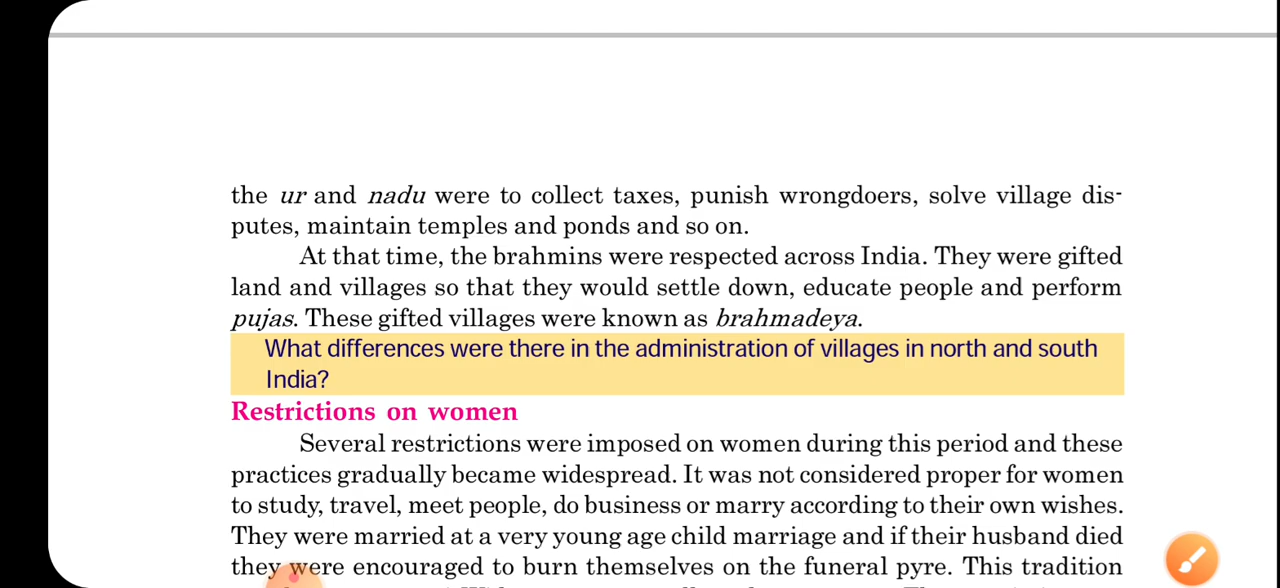 the ur and nadu were to collect taxes, punish wrongdoers, solve village dis-
putes, maintain temples and ponds and so on.
At that time, the brahmins were respected across India. They were gifted
land and villages so that they would settle down, educate people and perform
pujas. These gifted villages were known as brahmadeya.
What differences were there in the administration of villages in north and south
India?
Restrictions on women
Several restrictions were imposed on women during this period and these
practices gradually became widespread. It was not considered proper for women
to study, travel, meet people, do business or marry according to their own wishes.
They were married at a very young age child marriage and if their husband died
they were encouraged to burn themselves on the funeral pyre. This tradition